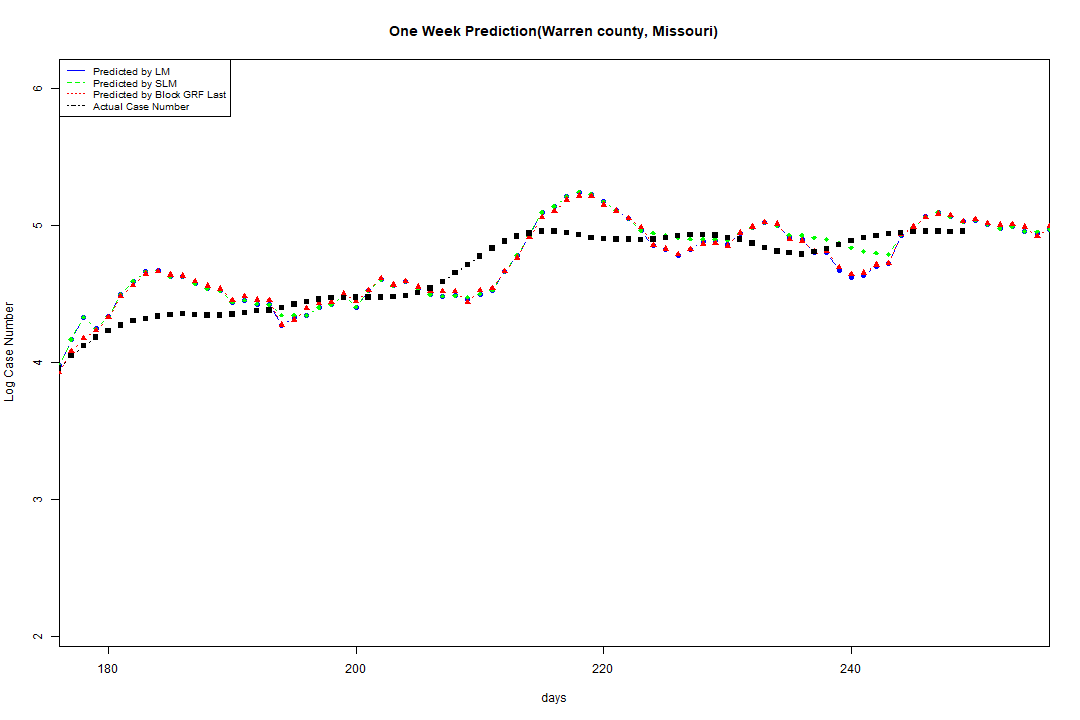 One Week Prediction(Warren county, Missouri)
Predicted by LM
Predicted by SLM
Predicted by Block GRF Last
Actual Case Number
6
5
4
3
2
Log Case Number
180 200 220 240
days